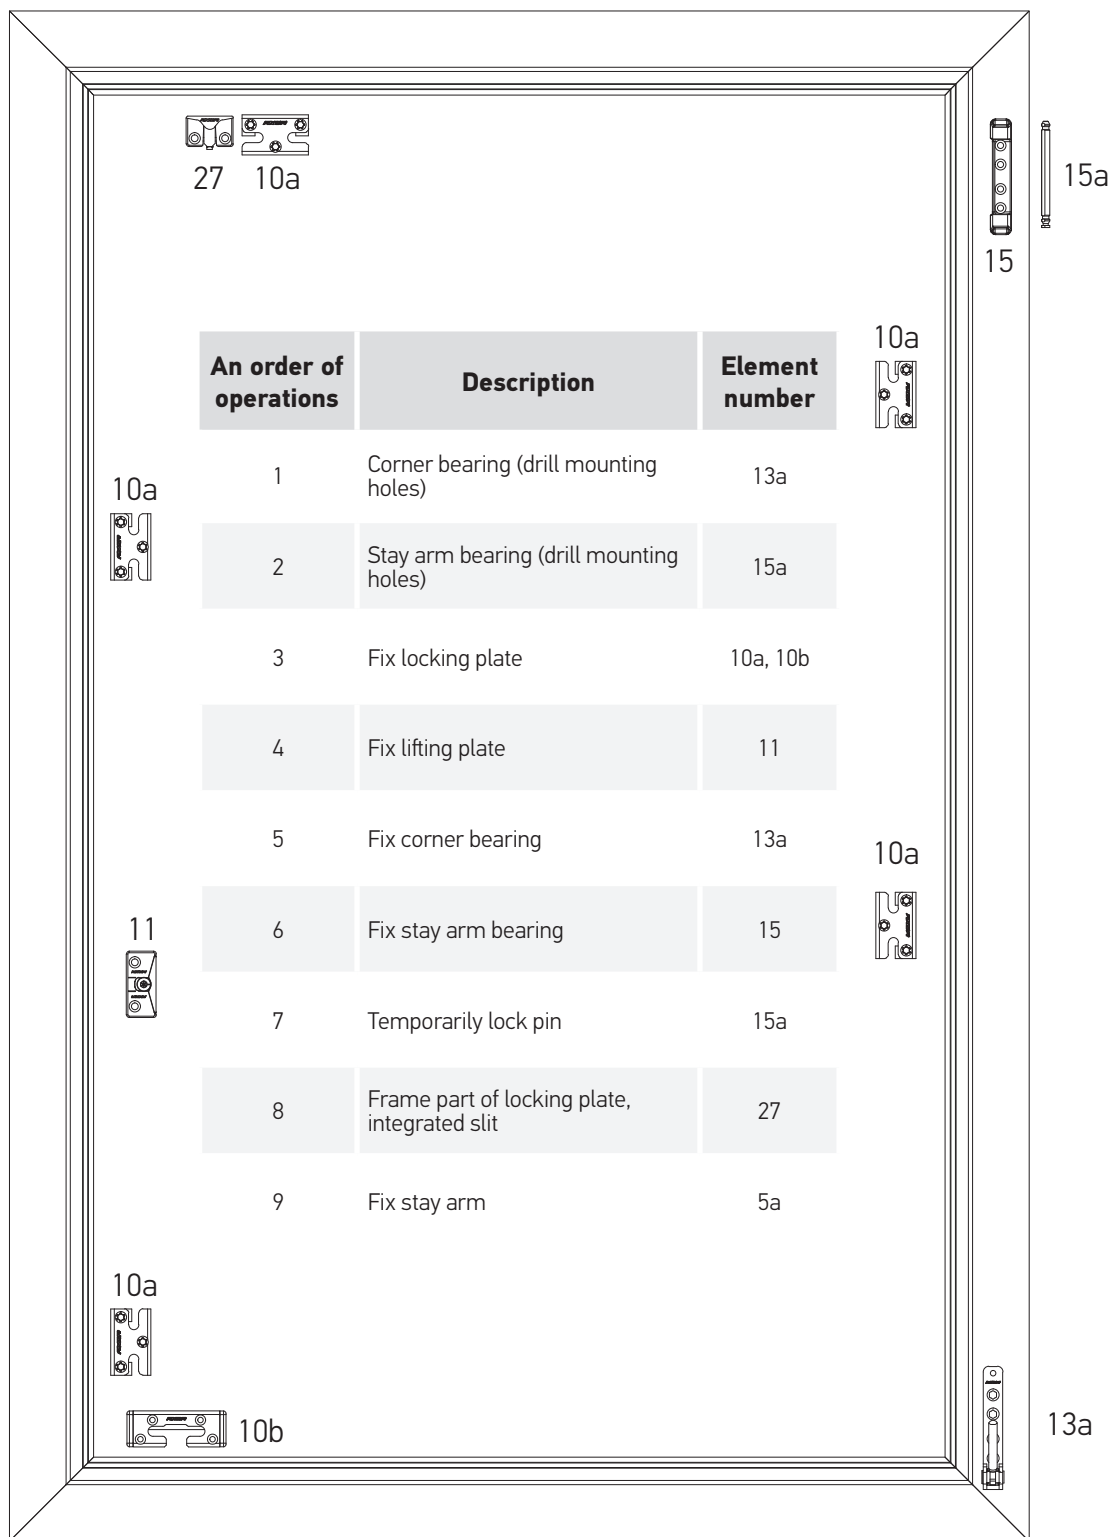 27 10a
15a
15
10a
An order of
operations
Description
Element
number
1
Corner bearing (drill mounting
holes)
13a
10a
2
Stay arm bearing (drill mounting
holes)
15a
3
Fix locking plate
10a, 10b
4
Fix lifting plate
11
5
Fix corner bearing
13a
10a
11
6
Fix stay arm bearing
15
7
Temporarily lock pin
15a
8
Frame part of locking plate,
integrated slit
27
9
Fix stay arm
5a
10a
10b
13a